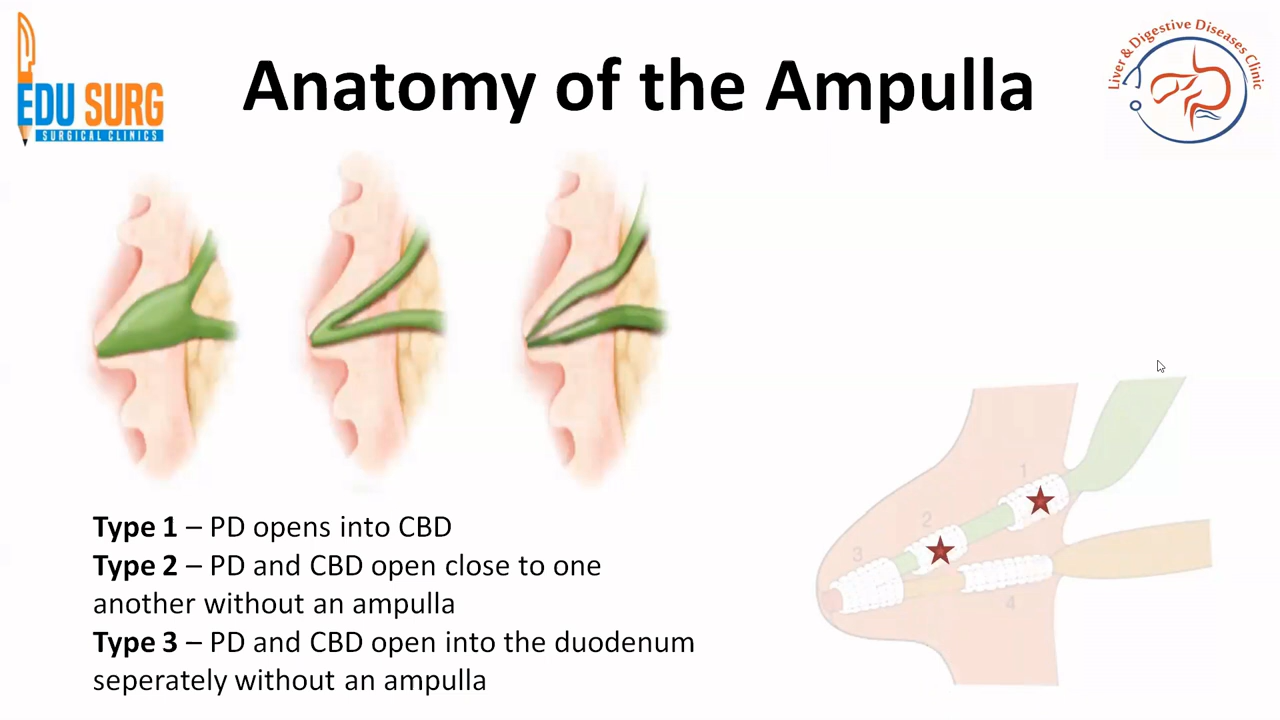 EDU SURG
SURGICAL CLINICS
Anatomy of the Ampulla
Liver & Digestive Diseases Clinic
Type 1 – PD opens into CBD
Type 2 – PD and CBD open close to one
another without an ampulla
Type 3 – PD and CBD open into the duodenum
seperately without an ampulla
1
2
3
4